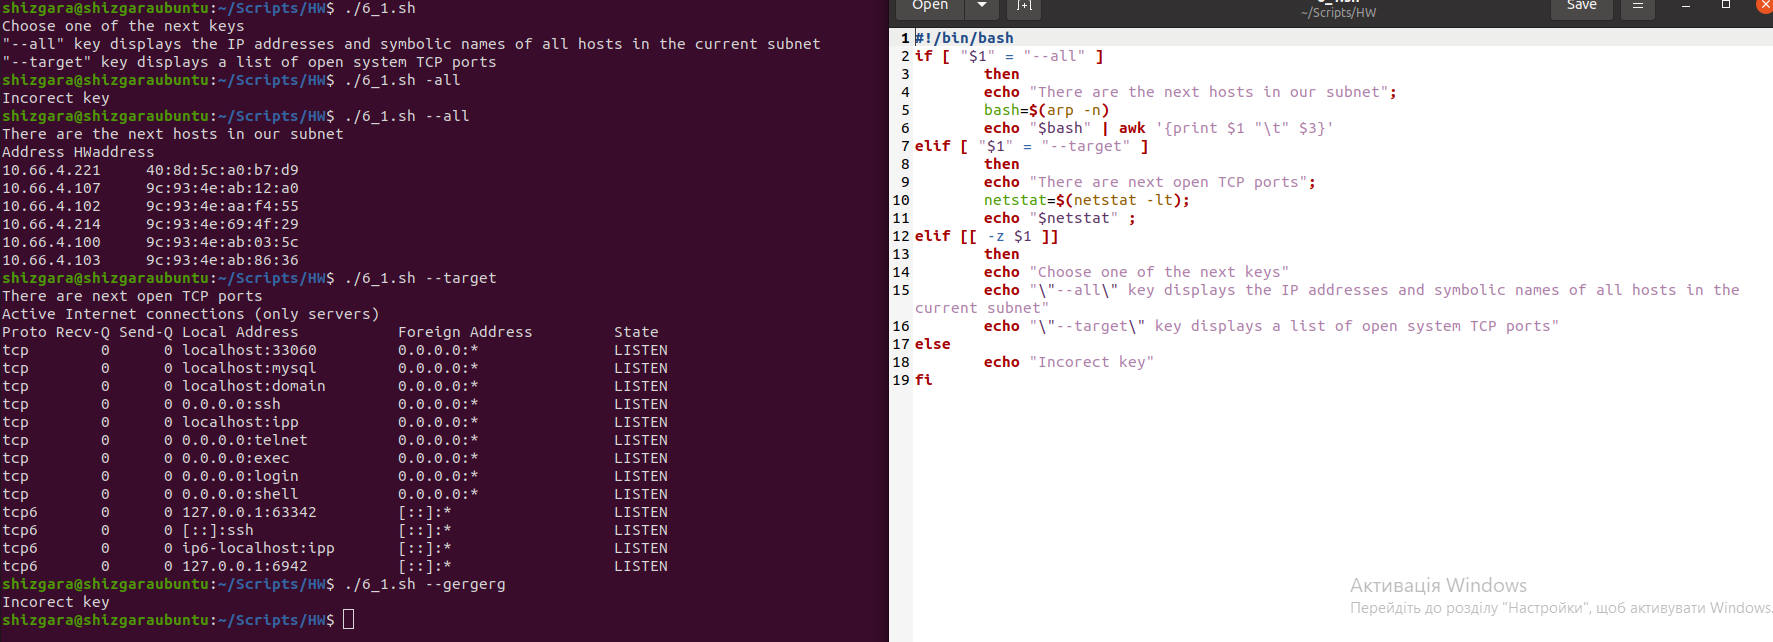 shizgara@shizgaraubuntu:~/Scripts/HW$ ./6_1.sh
Choose one of the next keys
"--all" key displays the IP addresses and symbolic names of all hosts in the current subnet
"--target" key displays a list of open system TCP ports
shizgara@shizgaraubuntu:~/Scripts/HW$ ./6_1.sh -all
Incorect key
shizgara@shizgaraubuntu:~/Scripts/HW$ ./6_1.sh --all
There are the next hosts in our subnet
Address HWaddress
10.66.4.221     40:8d:5c:a0:b7:d9
10.66.4.107     9c:93:4e:ab:12:a0
10.66.4.102     9c:93:4e:aa:f4:55
10.66.4.214     9c:93:4e:69:4f:29
10.66.4.100     9c:93:4e:ab:03:5c
10.66.4.103     9c:93:4e:ab:86:36
shizgara@shizgaraubuntu:~/Scripts/HW$ ./6_1.sh --target
There are next open TCP ports
Active Internet connections (only servers)
Proto Recv-Q Send-Q Local Address           Foreign Address         State
tcp        0      0 localhost:33060         0.0.0.0:*               LISTEN
tcp        0      0 localhost:mysql         0.0.0.0:*               LISTEN
tcp        0      0 localhost:domain        0.0.0.0:*               LISTEN
tcp        0      0 0.0.0.0:ssh             0.0.0.0:*               LISTEN
tcp        0      0 localhost:ipp           0.0.0.0:*               LISTEN
tcp        0      0 0.0.0.0:telnet          0.0.0.0:*               LISTEN
tcp        0      0 0.0.0.0:exec            0.0.0.0:*               LISTEN
tcp        0      0 0.0.0.0:login           0.0.0.0:*               LISTEN
tcp        0      0 0.0.0.0:shell           0.0.0.0:*               LISTEN
tcp6       0      0 127.0.0.1:63342         [::]:*                  LISTEN
tcp6       0      0 [::]:ssh                [::]:*                  LISTEN
tcp6       0      0 ip6-localhost:ipp       [::]:*                  LISTEN
tcp6       0      0 127.0.0.1:6942          [::]:*                  LISTEN
shizgara@shizgaraubuntu:~/Scripts/HW$ ./6_1.sh --gergerg
Incorect key
shizgara@shizgaraubuntu:~/Scripts/HW$
Open
~/Scripts/HW
Save
1 #!/bin/bash
2 if [ "$1" = "--all" ]
3         then
4         echo "There are the next hosts in our subnet";
5         bash=$(arp -n)
6         echo "$bash" | awk '{print $1 "\t" $3}'
7 elif [ "$1" = "--target" ]
8         then
9         echo "There are next open TCP ports";
10         netstat=$(netstat -lt);
11         echo "$netstat" ;
12 elif [[ -z $1 ]]
13         then
14         echo "Choose one of the next keys"
15         echo "\"--all\" key displays the IP addresses and symbolic names of all hosts in the
current subnet"
16         echo "\"--target\" key displays a list of open system TCP ports"
17 else
18         echo "Incorect key"
19 fi
Активація Windows
Перейдіть до розділу "Настройки", щоб активувати Windows.